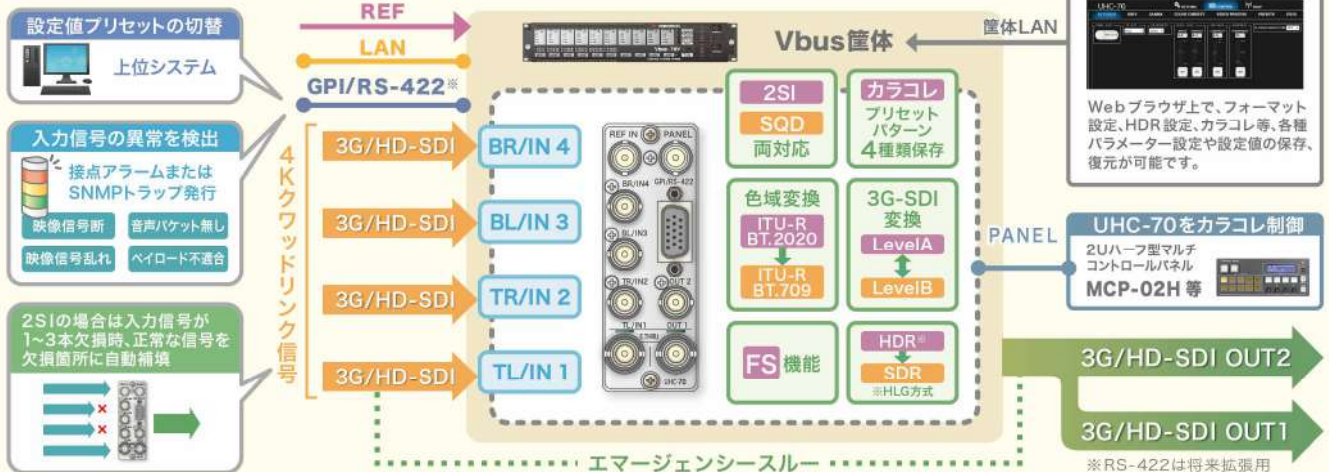 設定値プリセットの切替
上位システム
入力信号の異常を検出
接点アラームまたは
SNMPトラップ発行
映像信号断
音声パケット無し
映像信号乱れ
ペイロード不適合
2SIの場合は入力信号が
1~3本欠損時、正常な信号を
欠損箇所に自動補填
REF
LAN
GPI/RS-422※
4Kクワッドリンク信号
3G/HD-SDI
BR/IN 4
3G/HD-SDI
BL/IN 3
3G/HD-SDI
TR/IN 2
3G/HD-SDI
TL/IN 1
Vbus筐体
REF IN
PANEL
BR/IN4
GPI/RS-422
BL/IN3
TR/IN2
OUT 2
TL/IN1
OUT 1
UHC-70
2SI
SQD
両対応
カラコレ
プリセット
パターン
4種類保存
色域変換
ITU-R
BT.2020
ITU-R
BT.709
3G-SDI
変換
LevelA
LevelB
FS機能
HDR※
SDR
※HLG方式
エマージェンシースルー
筐体LAN
UHC-70
Webブラウザ上で、フォーマット
設定、HDR設定、カラコレ等、各種
パラメーター設定や設定値の保存、
復元が可能です。
PANEL
UHC-70をカラコレ制御
2Uハーフ型マルチ
コントロールパネル
MCP-02H 等
3G/HD-SDI OUT2
3G/HD-SDI OUT1
※RS-422は将来拡張用